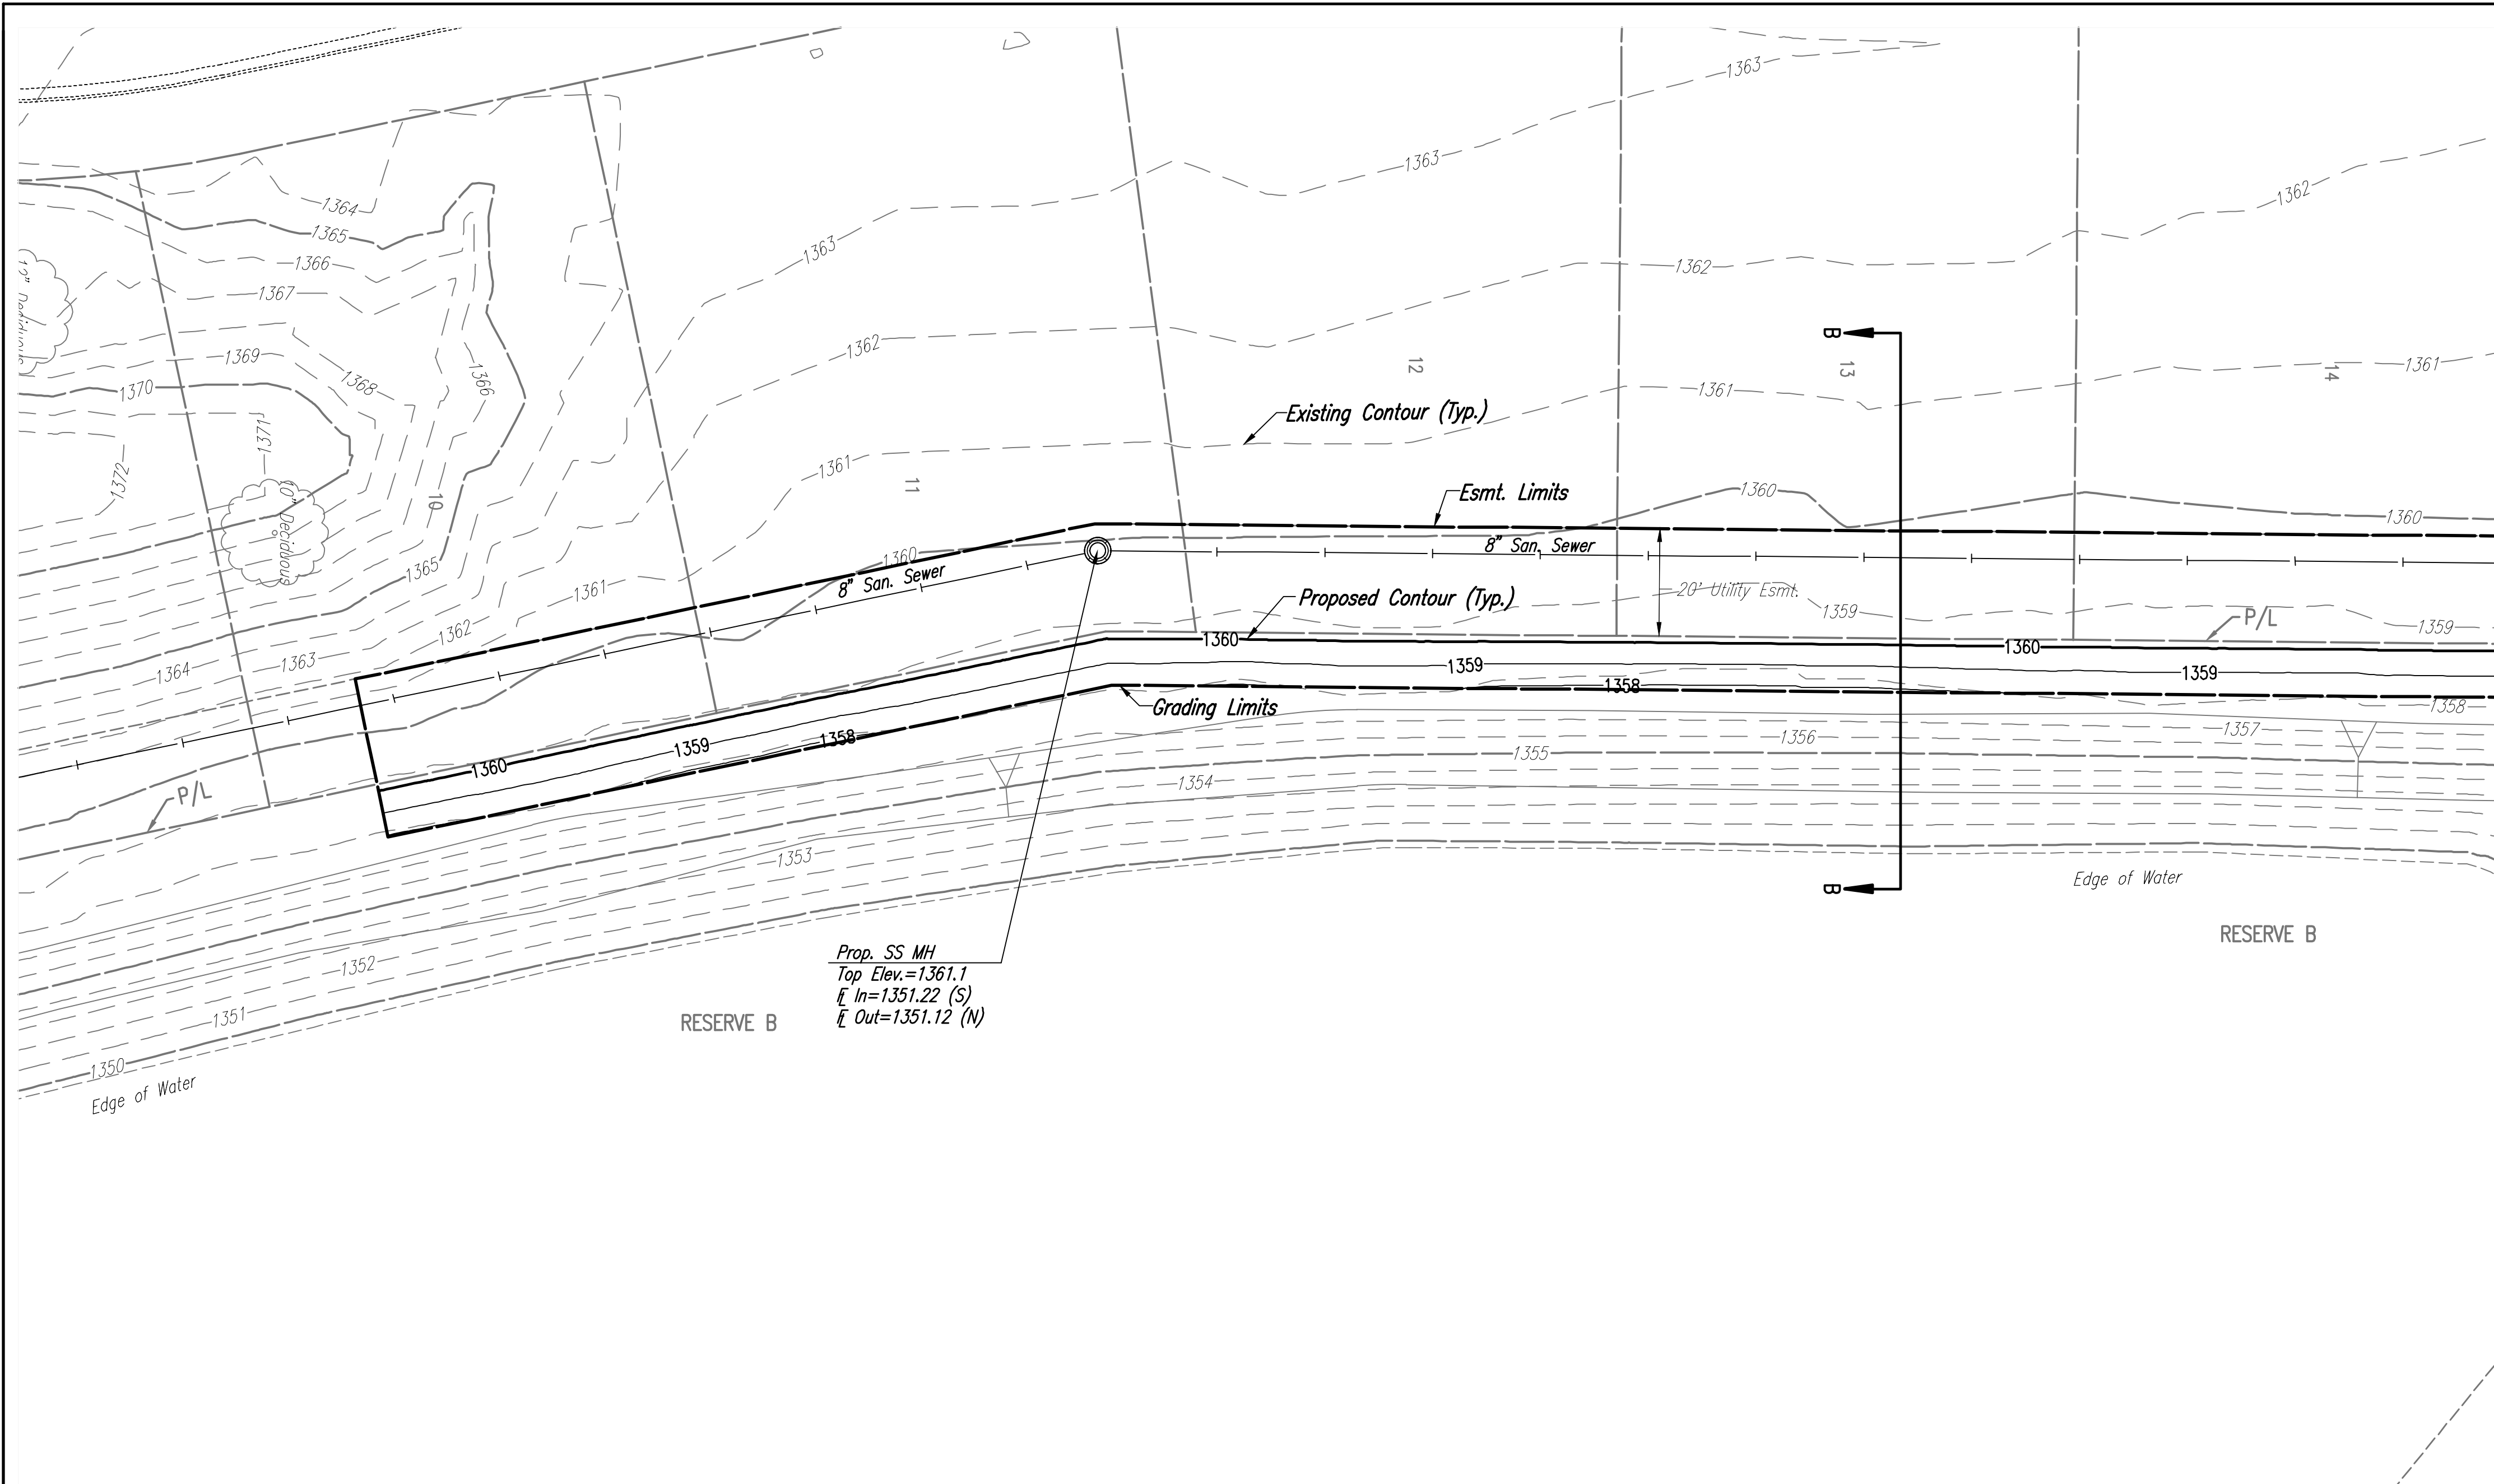 1363
1363
1364
1365
1362
1363
1366
1362
1367
B
1362
1369
1368
1366
1361
12
13
14
1370
1361
Existing Contour (Typ.)
1371
1361
1372
11
Esmt. Limits
1360
10
10" Deciduous
1360
8" San. Sewer
1360
1365
8" San. Sewer
1361
20' Utility Esmt.
Proposed Contour (Typ.)
1359
P/L
1359
1362
1360
1360
1363
1359
1359
1364
1358
Grading Limits
1358
1357
1358
1359
1356
1355
1360
1354
P/L
1353
B
Edge of Water
RESERVE B
Prop. SS MH
1352
Top Elev.=1361.1
FL In=1351.22 (S)
1351
RESERVE B
FL Out=1351.12 (N)
1350
Edge of Water